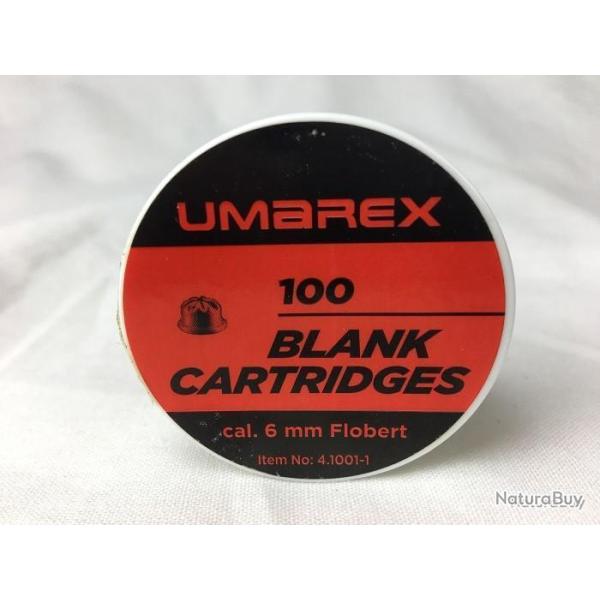 UMAREX
100
BLANK
CARTRIDGES
cal. 6 mm Flobert
Item No: 4.1001-1
NaturaBuy